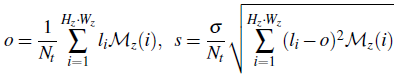 $o = \frac{1}{N_t} \sum_{i=1}^{H_z \cdot W_z} l_i \mathcal{M}_z(i), \; s = \frac{\sigma}{N_t} \sqrt{\sum_{i=1}^{H_z \cdot W_z} (l_i - o)^2 \mathcal{M}_z(i)}$